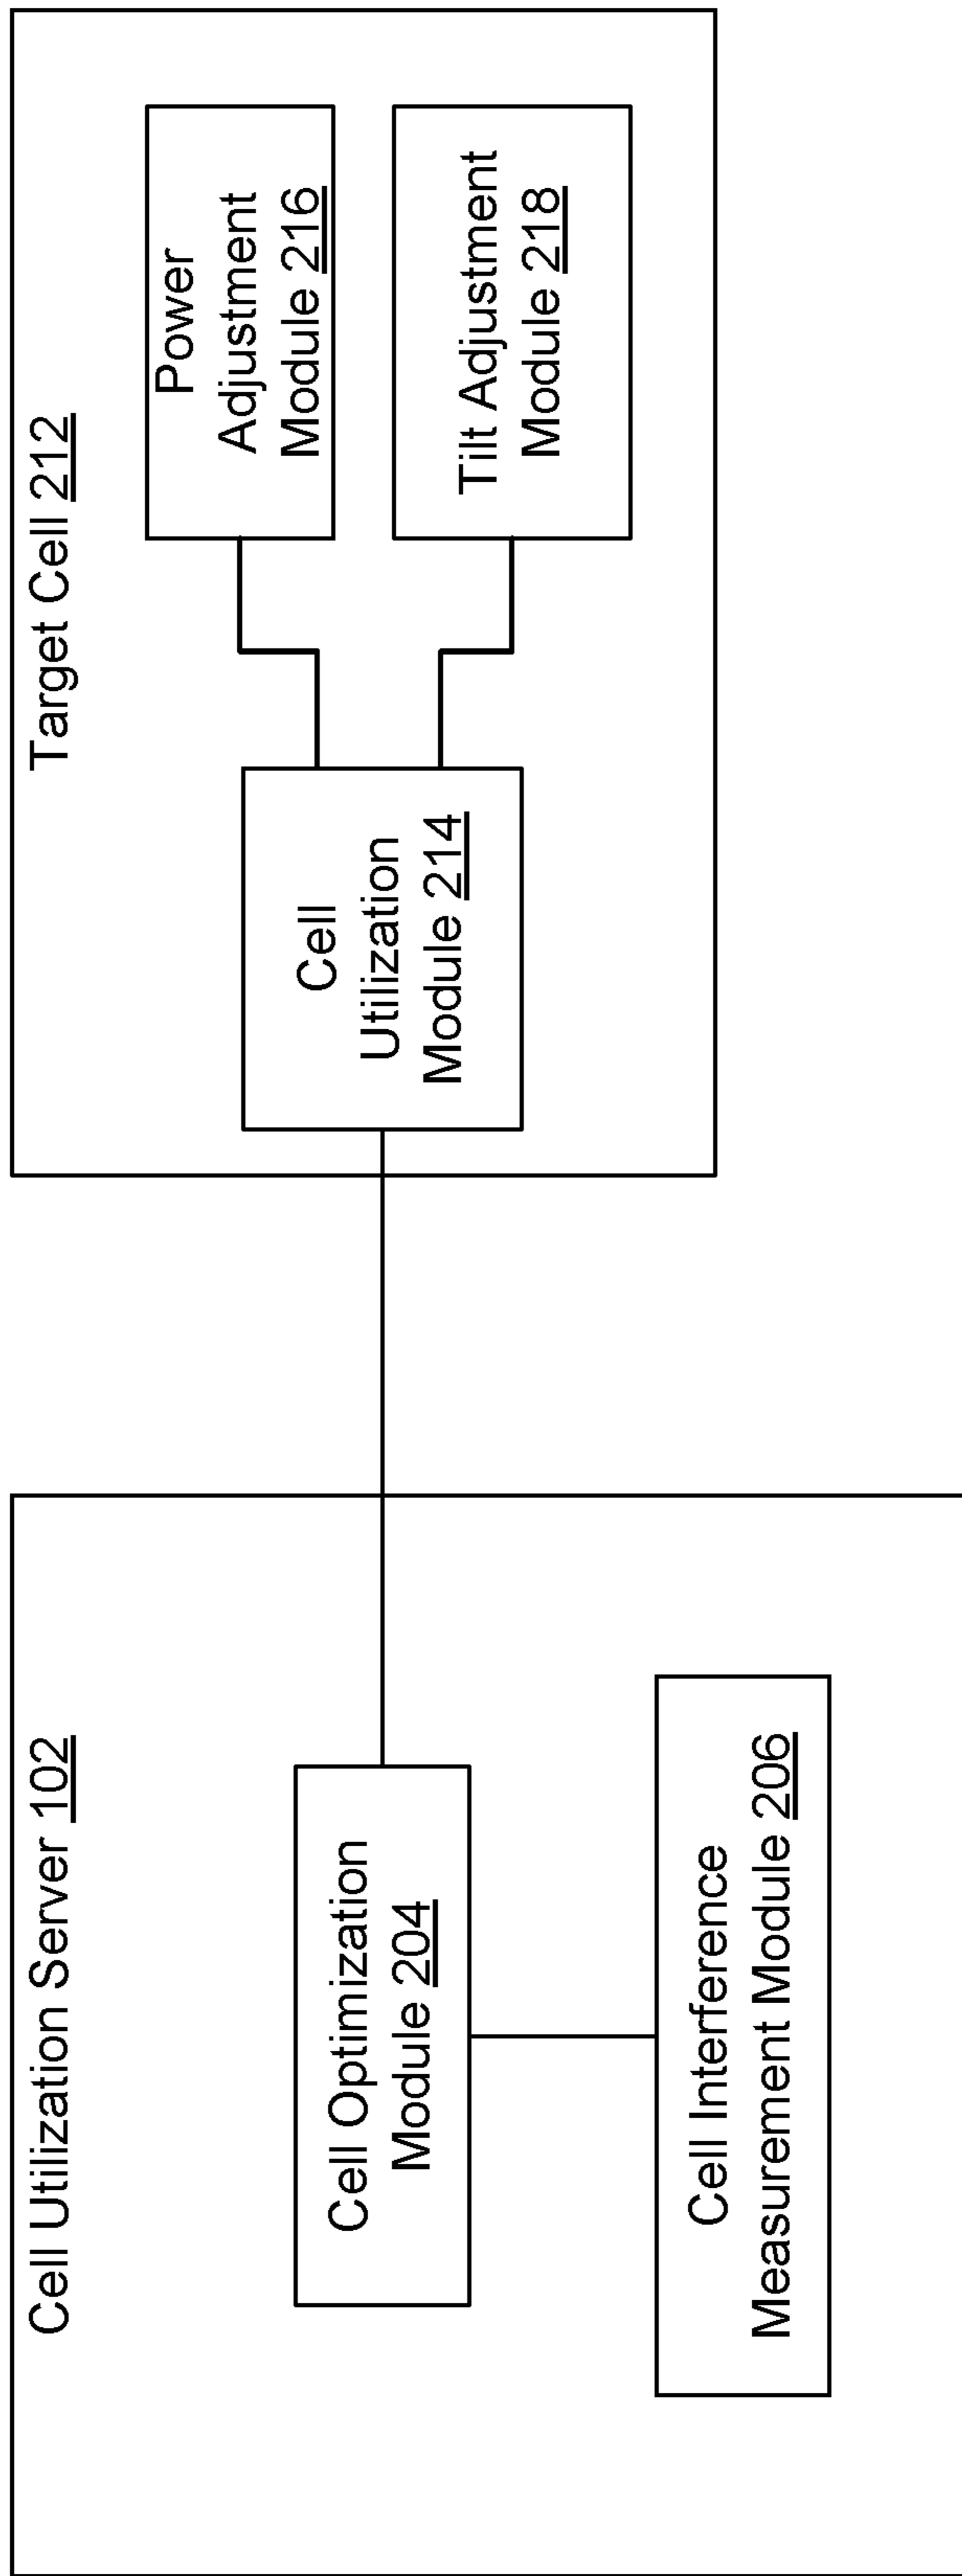 Cell Utilization Server 102
Cell Optimization
Module 204
Cell Interference
Measurement Module 206
Target Cell 212
Cell
Utilization
Module 214
Power
Adjustment
Module 216
Tilt Adjustment
Module 218